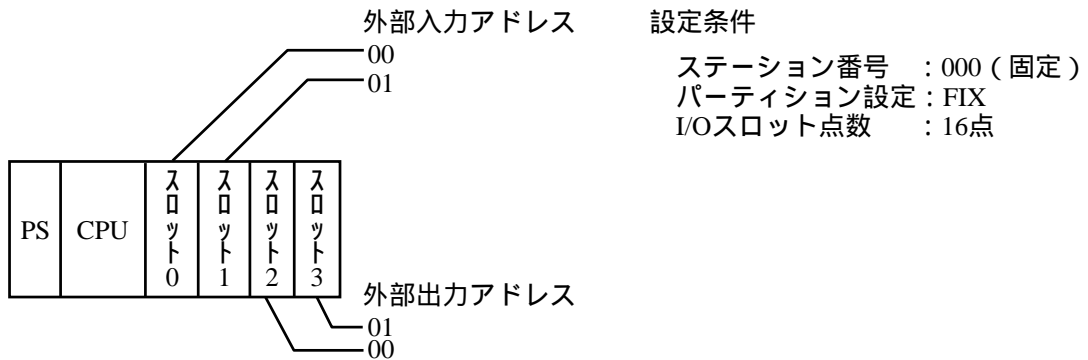 外部入力アドレス
00
01
設定条件
ステーション番号 :000(固定)
パーティション設定:FIX
I/Oスロット点数 :16点
PS
CPU
スロット0
スロット1
スロット2
スロット3
外部出力アドレス
01
00